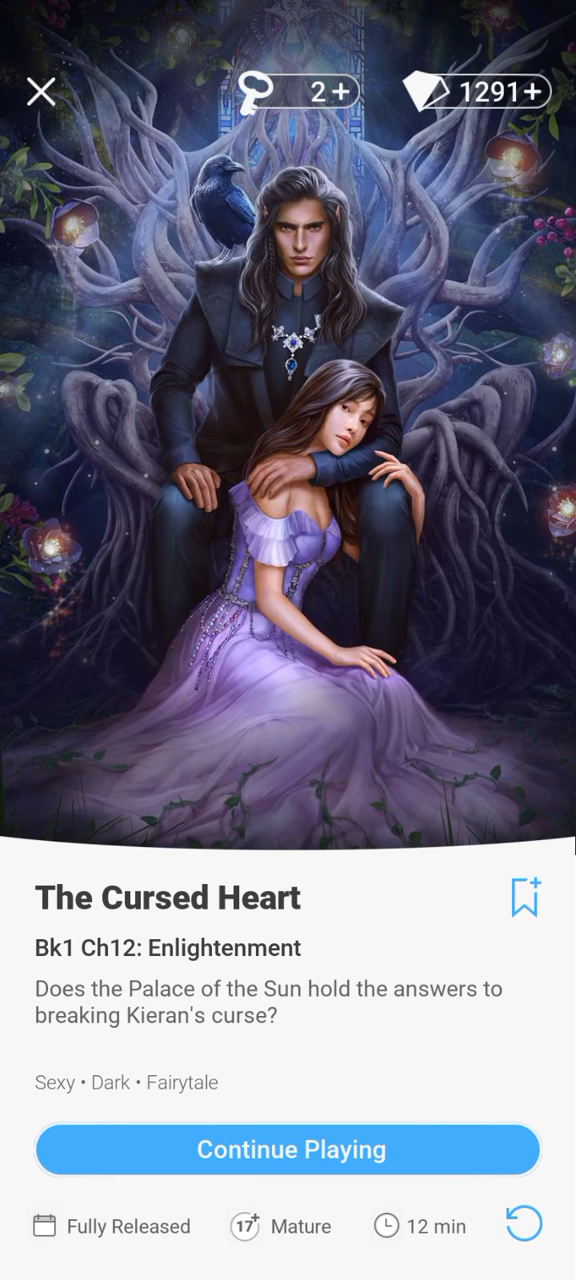 2+
1291+
The Cursed Heart
Bk1 Ch12: Enlightenment
Does the Palace of the Sun hold the answers to
breaking Kieran's curse?
Sexy • Dark • Fairytale
Continue Playing
Fully Released
17+ Mature
12 min